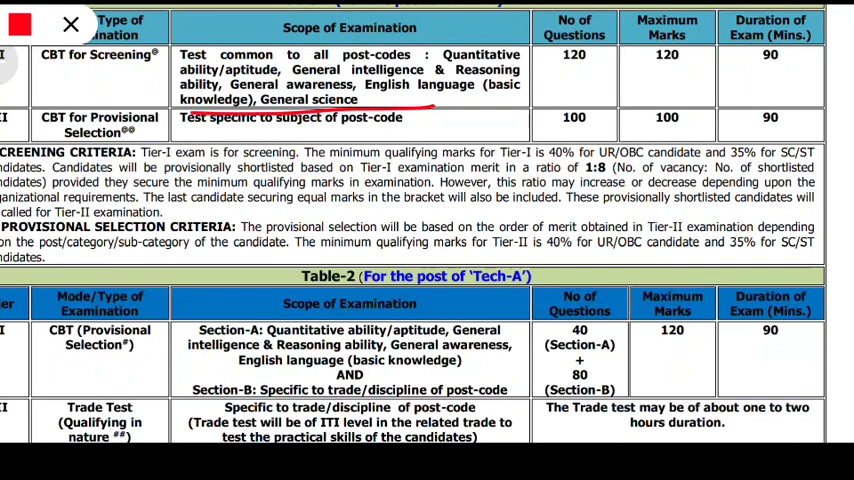 Type of Scope of Examination No of Maximum Duration of
mination Questions Marks Exam (Mins.)
I CBT for Screening@ Test common to all post-codes : Quantitative 120 120 90
ability/aptitude, General intelligence & Reasoning
ability, General awareness, English language (basic
knowledge), General science
II CBT for Provisional Test specific to subject of post-code 100 100 90
Selection@@
CREENING CRITERIA: Tier-I exam is for screening. The minimum qualifying marks for Tier-I is 40% for UR/OBC candidate and 35% for SC/ST
ndidates. Candidates will be provisionally shortlisted based on Tier-I examination merit in a ratio of 1:8 (No. of vacancy: No. of shortlisted
ndidates) provided they secure the minimum qualifying marks in examination. However, this ratio may increase or decrease depending upon the
ganizational requirements. The last candidate securing equal marks in the bracket will also be included. These provisionally shortlisted candidates will
called for Tier-II examination.
PROVISIONAL SELECTION CRITERIA: The provisional selection will be based on the order of merit obtained in Tier-II examination depending
on the post/category/sub-category of the candidate. The minimum qualifying marks for Tier-II is 40% for UR/OBC candidate and 35% for SC/ST
ndidates.
Table-2 (For the post of ‘Tech-A’)
ier Mode/Type of Scope of Examination No of Maximum Duration of
Examination Questions Marks Exam (Mins.)
I CBT (Provisional Section-A: Quantitative ability/aptitude, General 40 120 90
Selection#) intelligence & Reasoning ability, General awareness, (Section-A)
English language (basic knowledge) +
AND 80
Section-B: Specific to trade/discipline of post-code (Section-B)
II Trade Test Specific to trade/discipline of post-code The Trade test may be of about one to two
(Qualifying in (Trade test will be of ITI level in the related trade to hours duration.
nature ##) test the practical skills of the candidates)